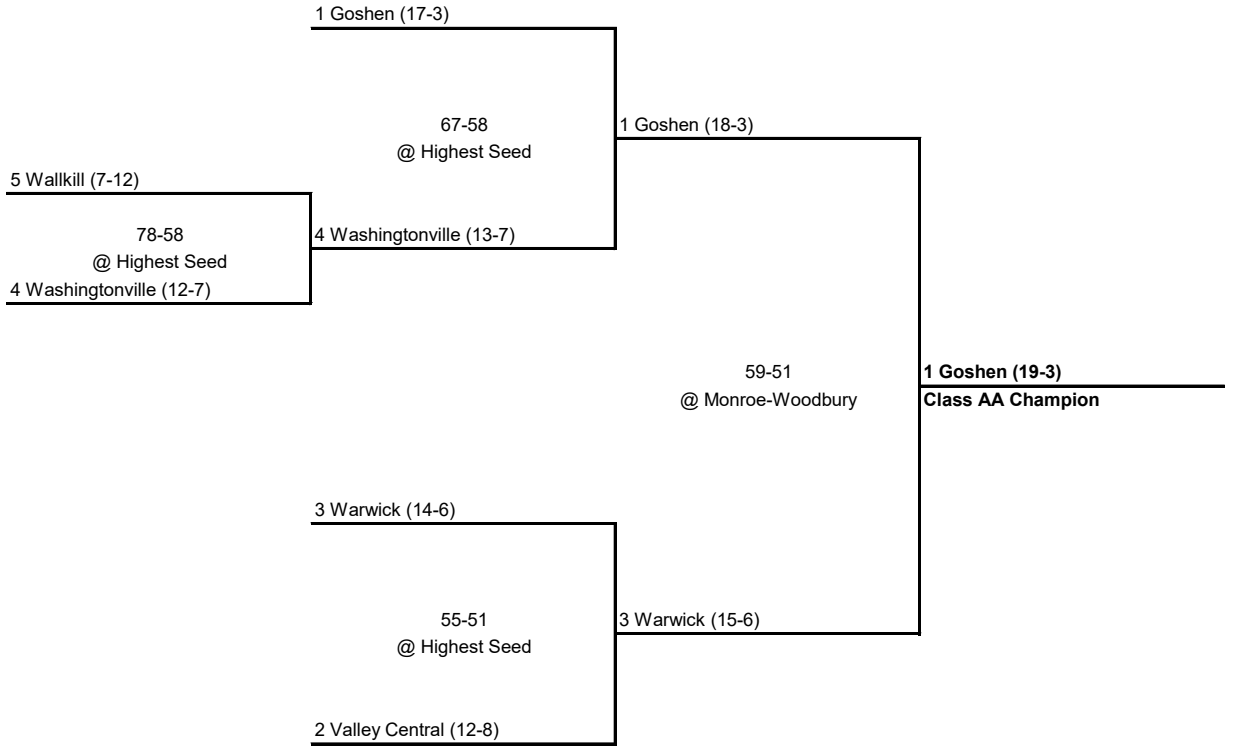 1 Goshen (17-3)
67-58
@ Highest Seed
1 Goshen (18-3)
5 Wallkill (7-12)
78-58
@ Highest Seed
4 Washingtonville (13-7)
4 Washingtonville (12-7)
59-51
@ Monroe-Woodbury
1 Goshen (19-3)
Class AA Champion
3 Warwick (14-6)
55-51
@ Highest Seed
3 Warwick (15-6)
2 Valley Central (12-8)